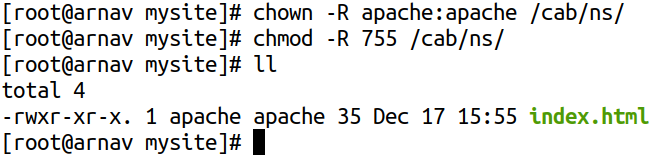 [root@arnav mysite]# chown -R apache:apache /cab/ns/
[root@arnav mysite]# chmod -R 755 /cab/ns/
[root@arnav mysite]# ll
total 4
-rwxr-xr-x. 1 apache apache 35 Dec 17 15:55 index.html
[root@arnav mysite]#